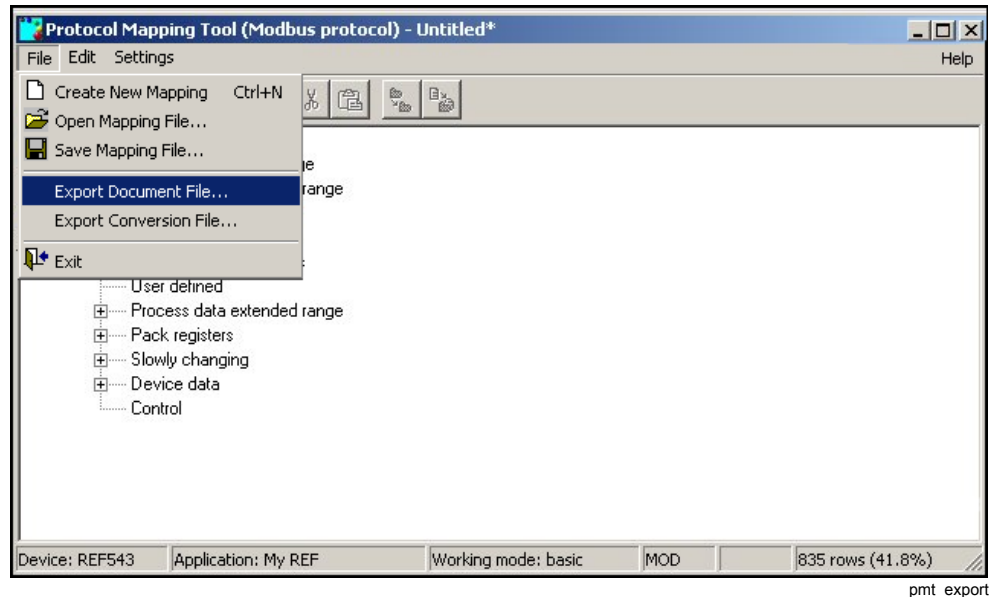 Protocol Mapping Tool (Modbus protocol) - Untitled*
File Edit Settings Help
Create New Mapping Ctrl+N
Open Mapping File...
Save Mapping File...
range
Export Document File...
Export Conversion File...
Exit
User defined
Process data extended range
Pack registers
Slowly changing
Device data
Control
Device: REF543 Application: My REF Working mode: basic MOD 835 rows (41.8%)
pmt_export